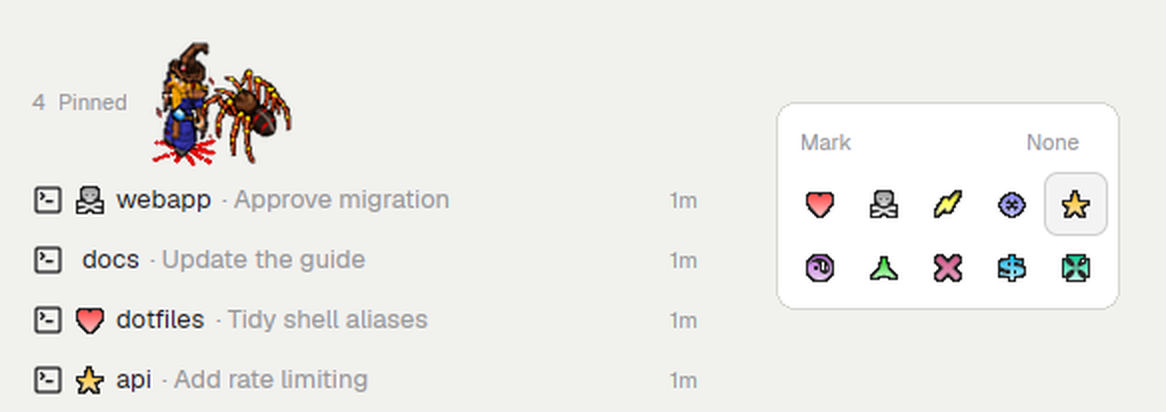 4 Pinned
webapp · Approve migration 1m
docs · Update the guide 1m
dotfiles · Tidy shell aliases 1m
api · Add rate limiting 1m
Mark None